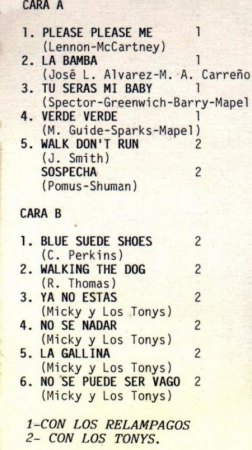 CARA A
1. PLEASE PLEASE ME 1
(Lennon-McCartney)
2. LA BAMBA 1
(José L. Alvarez-M. A. Carreño
3. TU SERAS MI BABY 1
(Spector-Greenwich-Barry-Mapel
4. VERDE VERDE 1
(M. Guide-Sparks-Mapel)
5. WALK DON'T RUN 2
(J. Smith)
SOSPECHA 2
(Pomus-Shuman)
CARA B
1. BLUE SUEDE SHOES 2
(C. Perkins)
2. WALKING THE DOG 2
(R. Thomas)
3. YA NO ESTAS 2
(Micky y Los Tonys)
4. NO SE NADAR 2
(Micky y Los Tonys)
5. LA GALLINA 2
(Micky y Los Tonys)
6. NO SE PUEDE SER VAGO 2
(Micky y Los Tonys)
1-CON LOS RELAMPAGOS
2- CON LOS TONYS.